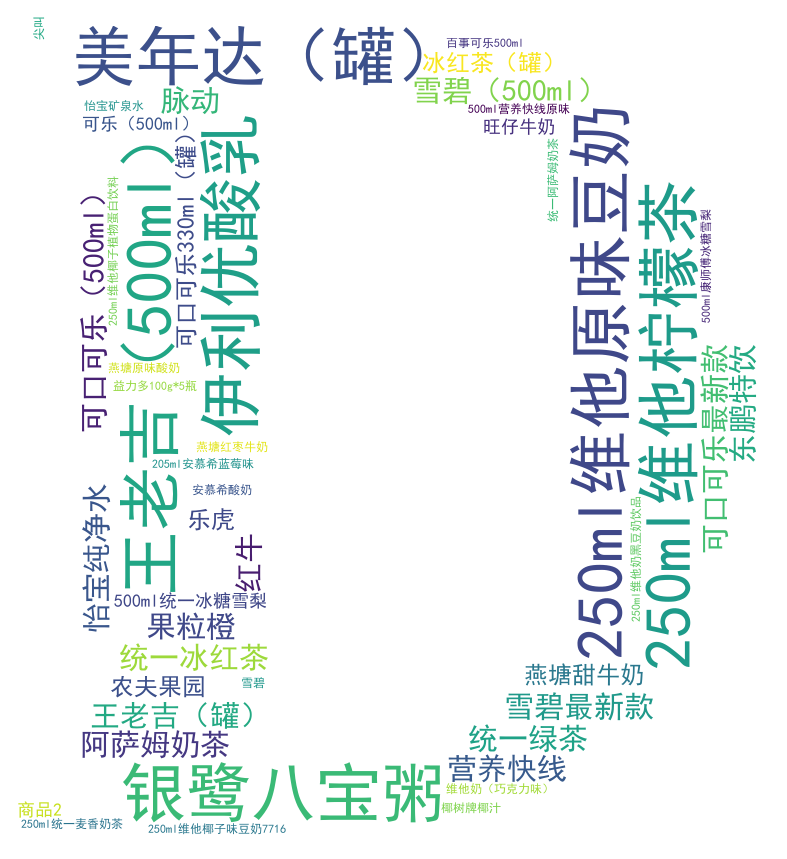 尖叫
美年达（罐）
百事可乐500ml
冰红茶（罐）
雪碧（500ml）
怡宝矿泉水
脉动
500ml营养快线原味
可乐（500ml）
旺仔牛奶
王老吉（500ml）
可口可乐330ml（罐）
伊利优酸乳
可口可乐（500ml）
250ml维他椰子植物蛋白饮料
统一阿萨姆奶茶
250ml维他原味豆奶
250ml维他柠檬茶
500ml康师傅冰糖雪梨
可口可乐最新款
东鹏特饮
燕塘原味酸奶
益力多100g*5瓶
燕塘红枣牛奶
205ml安慕希蓝莓味
安慕希酸奶
怡宝纯净水
乐虎
红牛
250ml维他奶黑豆奶饮品
500ml统一冰糖雪梨
果粒橙
统一冰红茶
燕塘甜牛奶
农夫果园
雪碧
雪碧最新款
王老吉（罐）
统一绿茶
阿萨姆奶茶
营养快线
银鹭八宝粥
维他奶（巧克力味）
椰树牌椰汁
商品2
250ml统一麦香奶茶
250ml维他椰子味豆奶7716